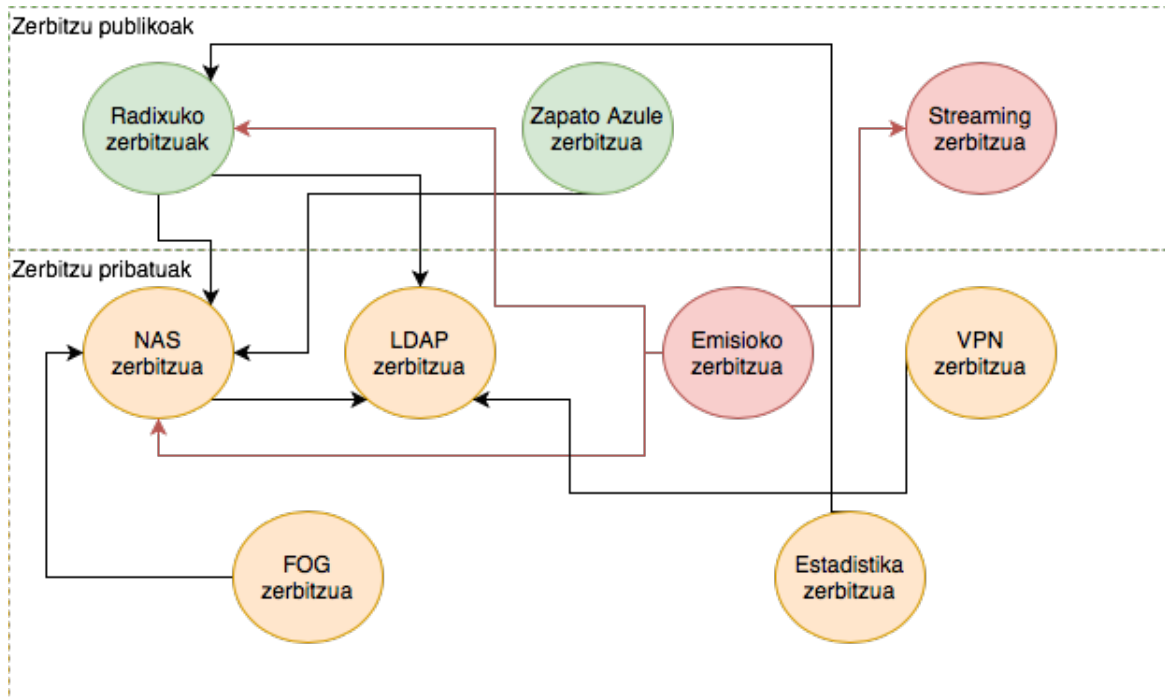 Zerbitzu publikoak
Radixuko
zerbitzuak
Zapato Azule
zerbitzua
Streaming
zerbitzua
Zerbitzu pribatuak
NAS
zerbitzua
LDAP
zerbitzua
Emisioko
zerbitzua
VPN
zerbitzua
FOG
zerbitzua
Estadistika
zerbitzua